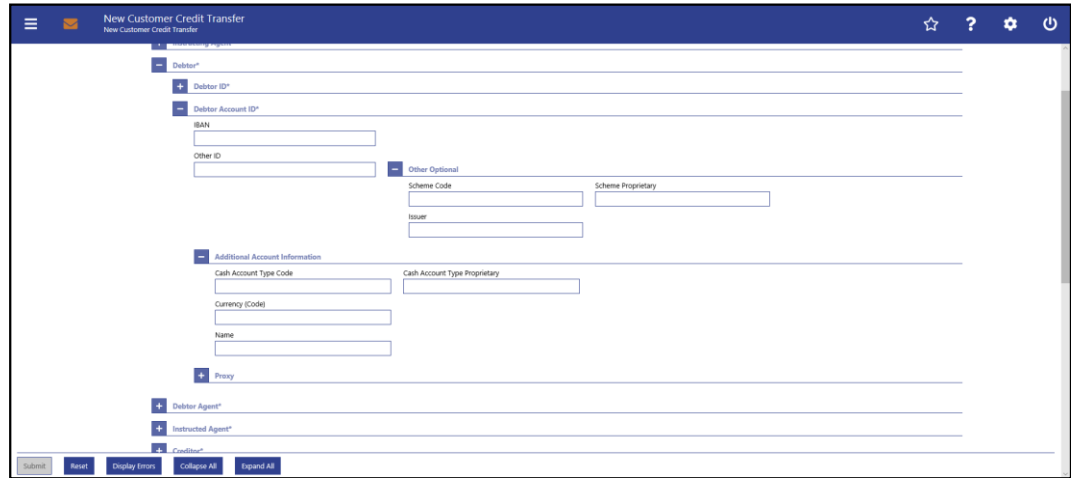 New Customer Credit Transfer
New Customer Credit Transfer
Instructing Agent
Debtor*
Debtor ID*
Debtor Account ID*
IBAN
Other ID
Other Optional
Scheme Code Scheme Proprietary
Issuer
Additional Account Information
Cash Account Type Code Cash Account Type Proprietary
Currency (Code)
Name
Proxy
Debtor Agent*
Instructed Agent*
Creditor*
Submit Reset Display Errors Collapse All Expand All